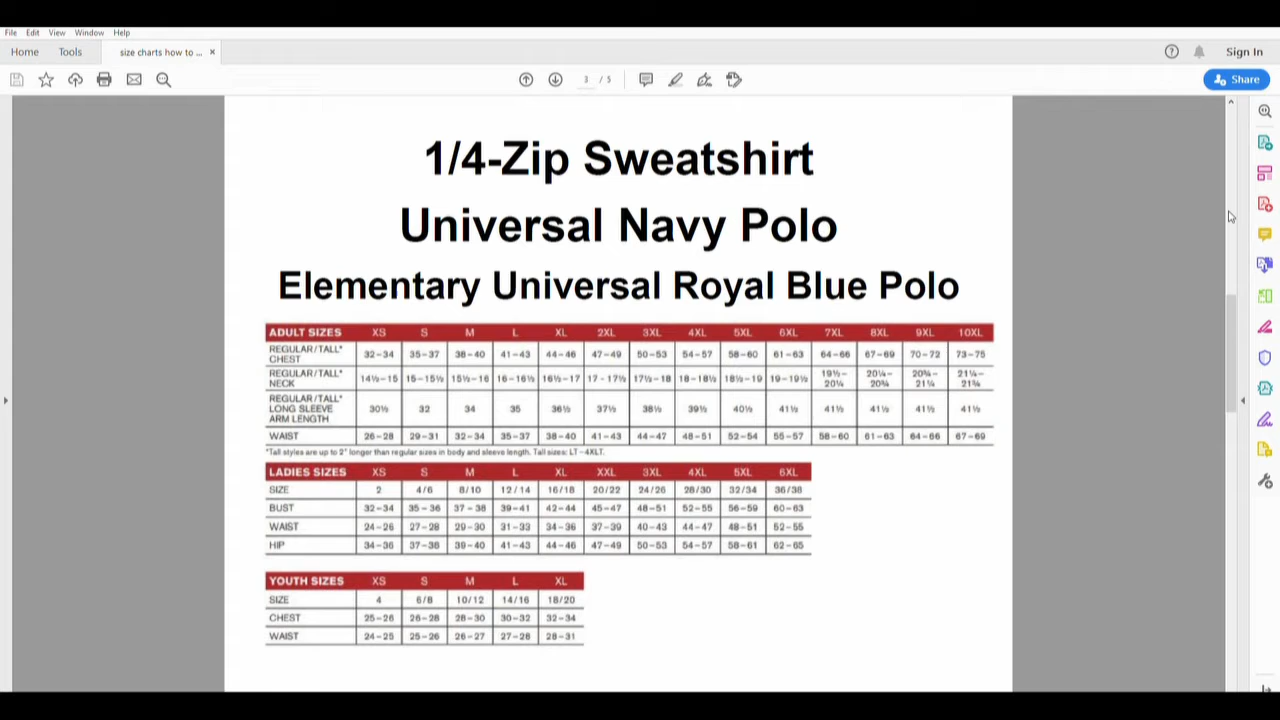 File Edit View Window Help
Home Tools size charts how to ... × Sign In
3 / 5 Share
1/4-Zip Sweatshirt
Universal Navy Polo
Elementary Universal Royal Blue Polo
ADULT SIZES XS S M L XL 2XL 3XL 4XL 5XL 6XL 7XL 8XL 9XL 10XL
REGULAR/TALL* CHEST 32–34 35–37 38–40 41–43 44–46 47–49 50–53 54–57 58–60 61–63 64–66 67–69 70–72 73–75
REGULAR/TALL* NECK 14½–15 15–15½ 15½–16 16–16½ 16½–17 17–17½ 17½–18 18–18½ 18½–19 19–19½ 19½–20¼ 20¼–20¾ 20¾–21¼ 21¼–21¾
REGULAR/TALL* LONG SLEEVE ARM LENGTH 30½ 32 34 35 36½ 37½ 38½ 39½ 40½ 41½ 41½ 41½ 41½ 41½
WAIST 26–28 29–31 32–34 35–37 38–40 41–43 44–47 48–51 52–54 55–57 58–60 61–63 64–66 67–69
*Tall styles are up to 2" longer than regular sizes in body and sleeve length. Tall sizes: LT–4XLT.
LADIES SIZES XS S M L XL XXL 3XL 4XL 5XL 6XL
SIZE 2 4/6 8/10 12/14 16/18 20/22 24/26 28/30 32/34 36/38
BUST 32–34 35–36 37–38 39–41 42–44 45–47 48–51 52–55 56–59 60–63
WAIST 24–26 27–28 29–30 31–33 34–36 37–39 40–43 44–47 48–51 52–55
HIP 34–36 37–38 39–40 41–43 44–46 47–49 50–53 54–57 58–61 62–65
YOUTH SIZES XS S M L XL
SIZE 4 6/8 10/12 14/16 18/20
CHEST 25–26 26–28 28–30 30–32 32–34
WAIST 24–25 25–26 26–27 27–28 28–31